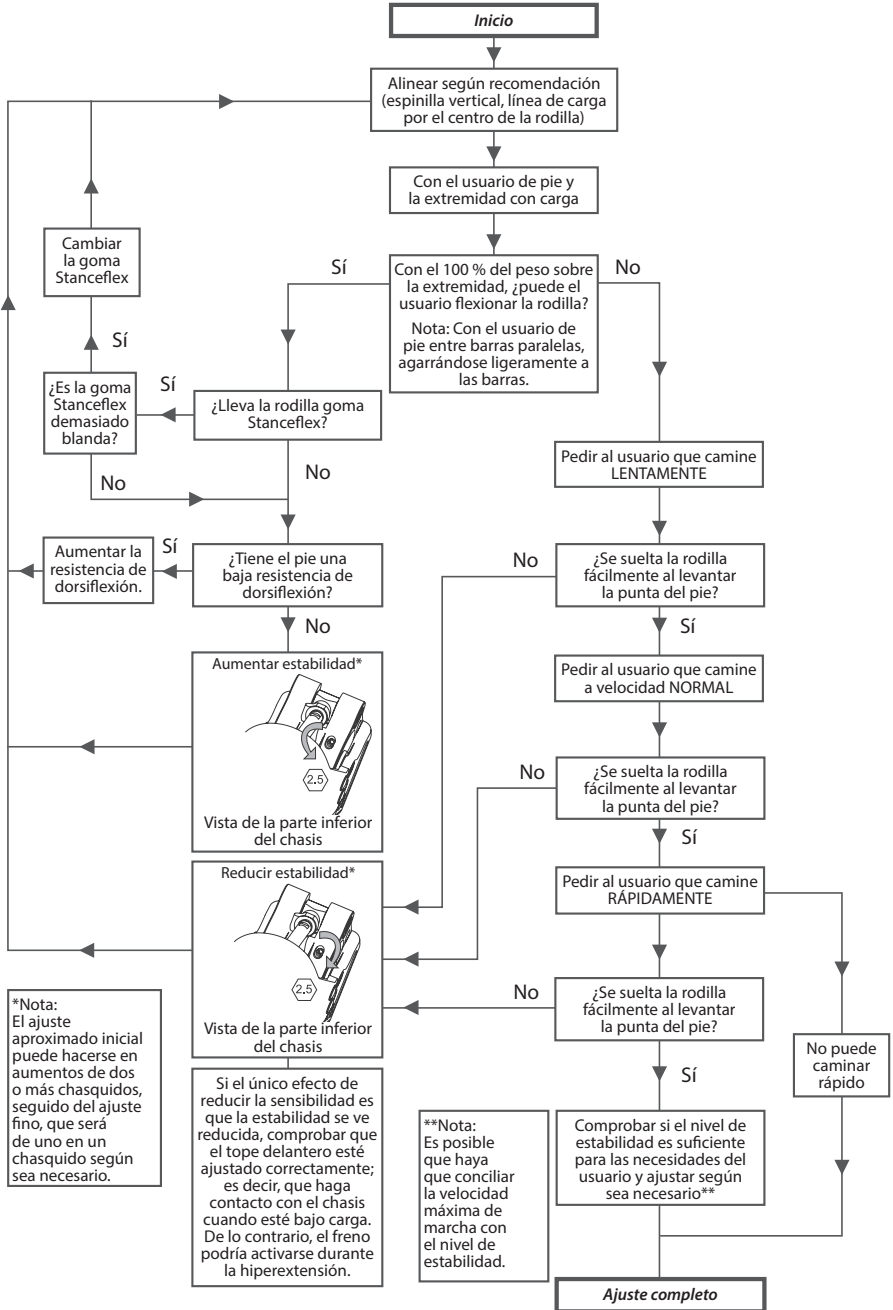 Inicio
Alinear según recomendación
(espinilla vertical, línea de carga
por el centro de la rodilla)
Con el usuario de pie y
la extremidad con carga
Con el 100 % del peso sobre
la extremidad, ¿puede el
usuario flexionar la rodilla?
Nota: Con el usuario de
pie entre barras paralelas,
agarrándose ligeramente a
las barras.
Sí
No
Cambiar
la goma
Stanceflex
Sí
¿Es la goma
Stanceflex
demasiado
blanda?
Sí
¿Lleva la rodilla goma
Stanceflex?
No
No
Aumentar la
resistencia de
dorsiflexión.
Sí
¿Tiene el pie una
baja resistencia de
dorsiflexión?
No
Aumentar estabilidad*
2.5
Vista de la parte inferior
del chasis
Reducir estabilidad*
2.5
Vista de la parte inferior
del chasis
Si el único efecto de
reducir la sensibilidad es
que la estabilidad se ve
reducida, comprobar que
el tope delantero esté
ajustado correctamente;
es decir, que haga
contacto con el chasis
cuando esté bajo carga.
De lo contrario, el freno
podría activarse durante
la hiperextensión.
*Nota:
El ajuste
aproximado inicial
puede hacerse en
aumentos de dos
o más chasquidos,
seguido del ajuste
fino, que será
de uno en un
chasquido según
sea necesario.
Pedir al usuario que camine
LENTAMENTE
¿Se suelta la rodilla
fácilmente al levantar
la punta del pie?
No
Sí
Pedir al usuario que camine
a velocidad NORMAL
¿Se suelta la rodilla
fácilmente al levantar
la punta del pie?
No
Sí
Pedir al usuario que camine
RÁPIDAMENTE
¿Se suelta la rodilla
fácilmente al levantar
la punta del pie?
No
Sí
No puede
caminar
rápido
Comprobar si el nivel de
estabilidad es suficiente
para las necesidades del
usuario y ajustar según
sea necesario**
**Nota:
Es posible
que haya
que conciliar
la velocidad
máxima de
marcha con
el nivel de
estabilidad.
Ajuste completo